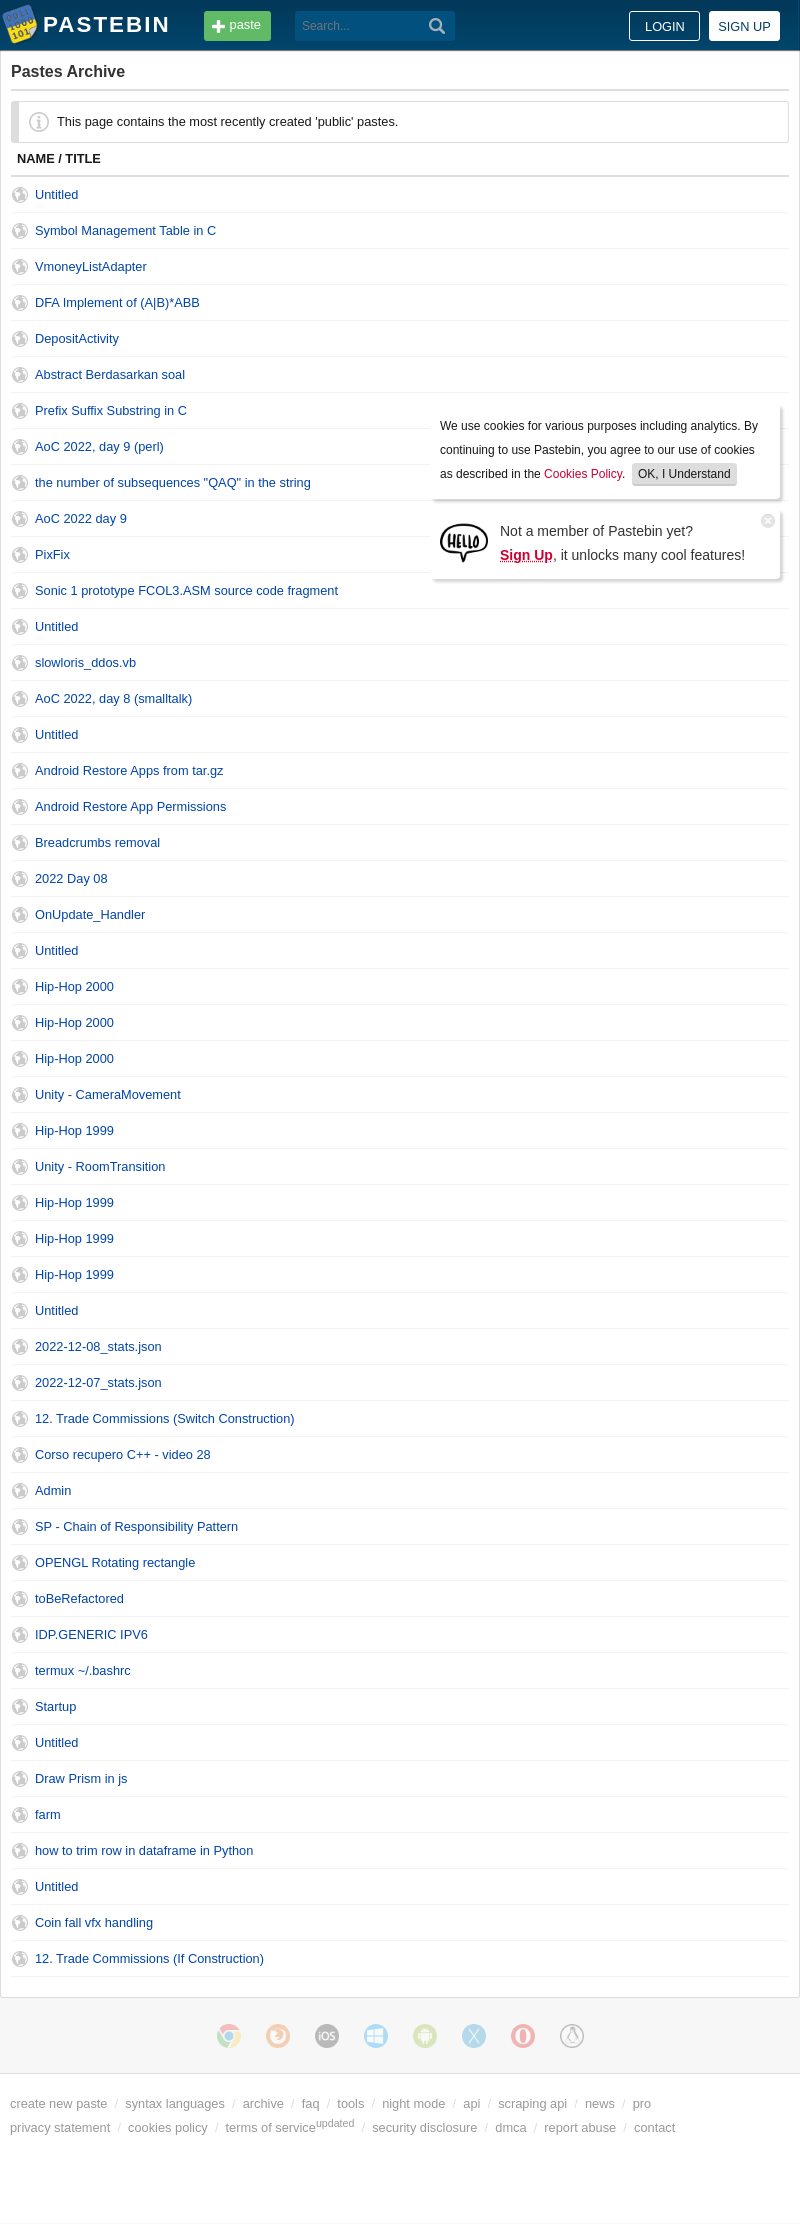 PASTEBIN paste Search... LOGIN SIGN UP
Pastes Archive
This page contains the most recently created 'public' pastes.
NAME / TITLE
Untitled
Symbol Management Table in C
VmoneyListAdapter
DFA Implement of (A|B)*ABB
DepositActivity
Abstract Berdasarkan soal
Prefix Suffix Substring in C
AoC 2022, day 9 (perl)
the number of subsequences "QAQ" in the string
AoC 2022 day 9
PixFix
Sonic 1 prototype FCOL3.ASM source code fragment
We use cookies for various purposes including analytics. By
continuing to use Pastebin, you agree to our use of cookies
as described in the Cookies Policy. OK, I Understand
HELLO
Not a member of Pastebin yet?
Sign Up, it unlocks many cool features!
Untitled
slowloris_ddos.vb
AoC 2022, day 8 (smalltalk)
Untitled
Android Restore Apps from tar.gz
Android Restore App Permissions
Breadcrumbs removal
2022 Day 08
OnUpdate_Handler
Untitled
Hip-Hop 2000
Hip-Hop 2000
Hip-Hop 2000
Unity - CameraMovement
Hip-Hop 1999
Unity - RoomTransition
Hip-Hop 1999
Hip-Hop 1999
Hip-Hop 1999
Untitled
2022-12-08_stats.json
2022-12-07_stats.json
12. Trade Commissions (Switch Construction)
Corso recupero C++ - video 28
Admin
SP - Chain of Responsibility Pattern
OPENGL Rotating rectangle
toBeRefactored
IDP.GENERIC IPV6
termux ~/.bashrc
Startup
Untitled
Draw Prism in js
farm
how to trim row in dataframe in Python
Untitled
Coin fall vfx handling
12. Trade Commissions (If Construction)
iOS
create new paste / syntax languages / archive / faq / tools / night mode / api / scraping api / news / pro
privacy statement / cookies policy / terms of serviceupdated / security disclosure / dmca / report abuse / contact